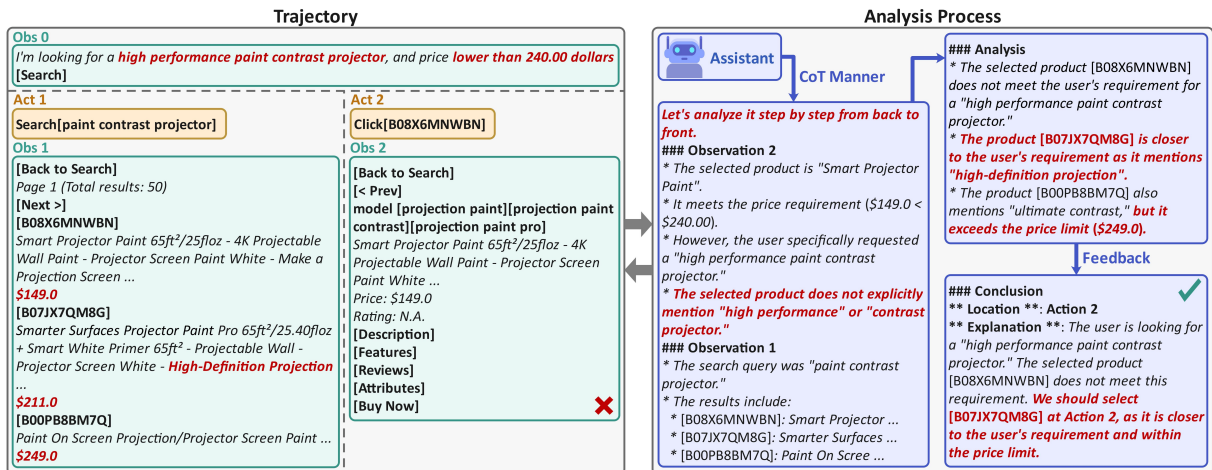 Trajectory
Obs 0
I'm looking for a high performance paint contrast projector, and price lower than 240.00 dollars
[Search]
Act 1
Search[paint contrast projector]
Obs 1
[Back to Search]
Page 1 (Total results: 50)
[Next >]
[B08X6MNWBN]
Smart Projector Paint 65ft²/25floz - 4K Projectable
Wall Paint - Projector Screen Paint White - Make a
Projection Screen ...
$149.0
[B07JX7QM8G]
Smarter Surfaces Projector Paint Pro 65ft²/25.40floz
+ Smart White Primer 65ft² - Projectable Wall -
Projector Screen White - High-Definition Projection
...
$211.0
[B00PB8BM7Q]
Paint On Screen Projection/Projector Screen Paint ...
$249.0
Act 2
Click[B08X6MNWBN]
Obs 2
[Back to Search]
[< Prev]
model [projection paint][projection paint
contrast][projection paint pro]
Smart Projector Paint 65ft²/25floz - 4K
Projectable Wall Paint - Projector Screen
Paint White ...
Price: $149.0
Rating: N.A.
[Description]
[Features]
[Reviews]
[Attributes]
[Buy Now]
Analysis Process
Assistant
CoT Manner
Let's analyze it step by step from back to
front.
### Observation 2
* The selected product is "Smart Projector
Paint".
* It meets the price requirement ($149.0 <
$240.00).
* However, the user specifically requested
a "high performance paint contrast
projector."
* The selected product does not explicitly
mention "high performance" or "contrast
projector."
### Observation 1
* The search query was "paint contrast
projector."
* The results include:
* [B08X6MNWBN]: Smart Projector ...
* [B07JX7QM8G]: Smarter Surfaces ...
* [B00PB8BM7Q]: Paint On Scree ...
### Analysis
* The selected product [B08X6MNWBN]
does not meet the user's requirement for
a "high performance paint contrast
projector."
* The product [B07JX7QM8G] is closer
to the user's requirement as it mentions
"high-definition projection".
* The product [B00PB8BM7Q] also
mentions "ultimate contrast," but it
exceeds the price limit ($249.0).
Feedback
### Conclusion
** Location **: Action 2
** Explanation **: The user is looking for
a "high performance paint contrast
projector." The selected product
[B08X6MNWBN] does not meet this
requirement. We should select
[B07JX7QM8G] at Action 2, as it is closer
to the user's requirement and within
the price limit.